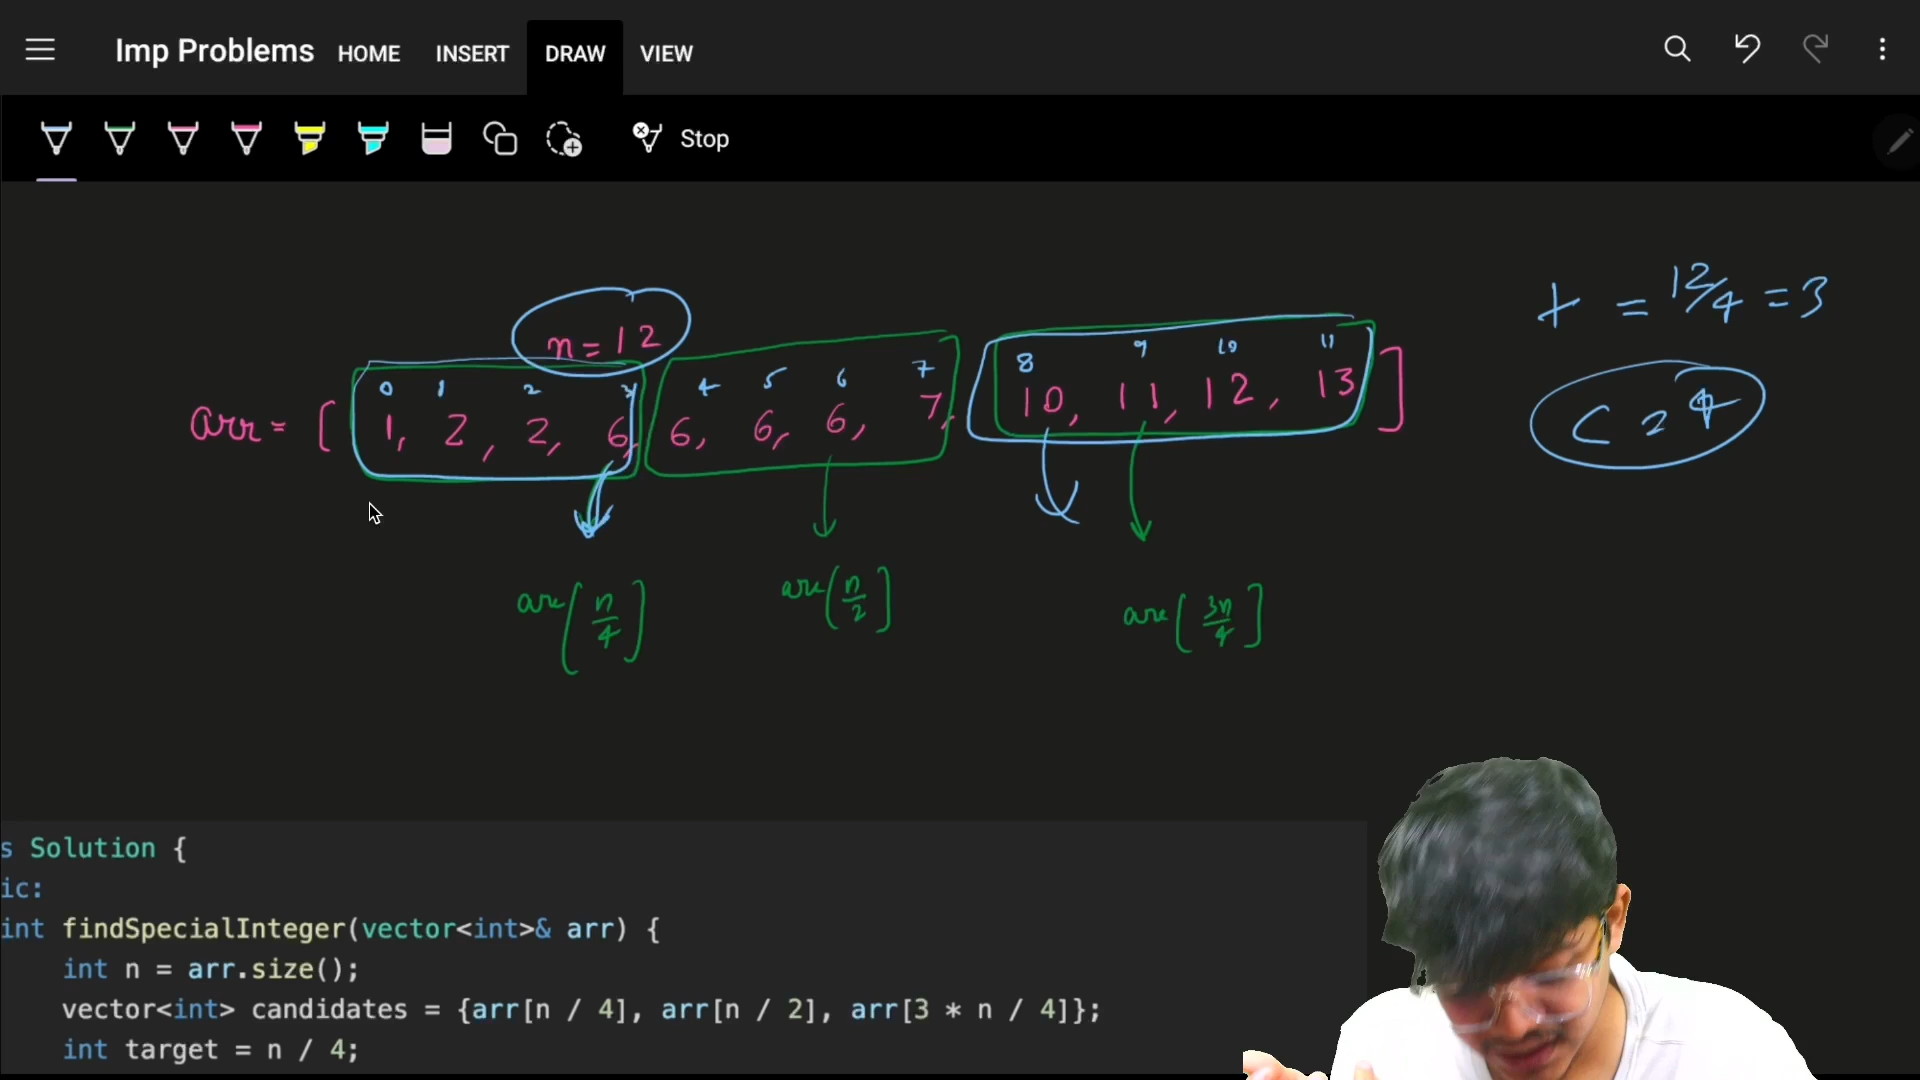 Imp Problems HOME INSERT DRAW VIEW
Stop
n = 12
t = 12/4 = 3
0 1 2 3 4 5 6 7 8 9 10 11
arr = [ 1, 2, 2, 6, 6, 6, 6, 7, 10, 11, 12, 13 ]
C = 4
arr[n/4] arr[n/2] arr[3n/4]
s Solution {
ic:
int findSpecialInteger(vector<int>& arr) {
int n = arr.size();
vector<int> candidates = {arr[n / 4], arr[n / 2], arr[3 * n / 4]};
int target = n / 4;